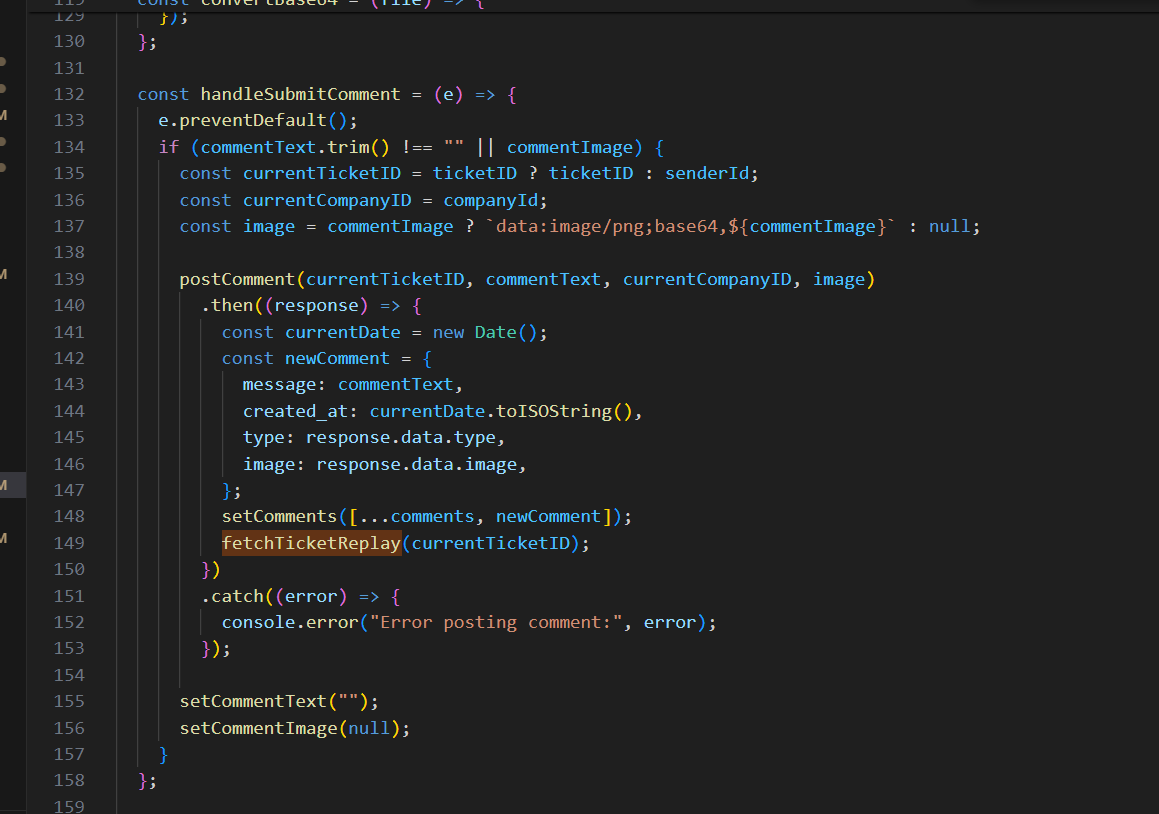 119 const convertBase64 = (file) => {
129 });
130 };
131
132 const handleSubmitComment = (e) => {
133 e.preventDefault();
134 if (commentText.trim() !== "" || commentImage) {
135 const currentTicketID = ticketID ? ticketID : senderId;
136 const currentCompanyID = companyId;
137 const image = commentImage ? `data:image/png;base64,${commentImage}` : null;
138
139 postComment(currentTicketID, commentText, currentCompanyID, image)
140 .then((response) => {
141 const currentDate = new Date();
142 const newComment = {
143 message: commentText,
144 created_at: currentDate.toISOString(),
145 type: response.data.type,
146 image: response.data.image,
147 };
148 setComments([...comments, newComment]);
149 fetchTicketReplay(currentTicketID);
150 })
151 .catch((error) => {
152 console.error("Error posting comment:", error);
153 });
154
155 setCommentText("");
156 setCommentImage(null);
157 }
158 };
159
M
M
M
M